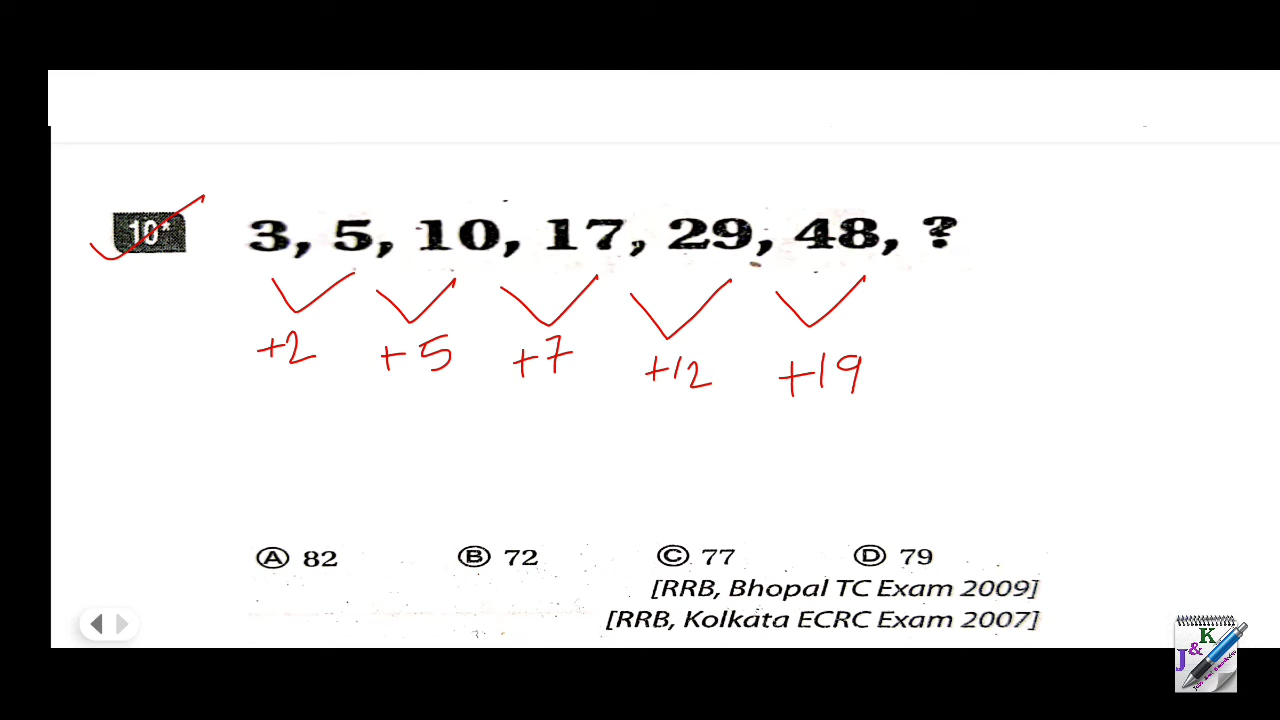 10* 3, 5, 10, 17, 29, 48, ?
+2 +5 +7 +12 +19
Ⓐ 82 Ⓑ 72 Ⓒ 77 Ⓓ 79
[RRB, Bhopal TC Exam 2009]
[RRB, Kolkata ECRC Exam 2007]
J & K